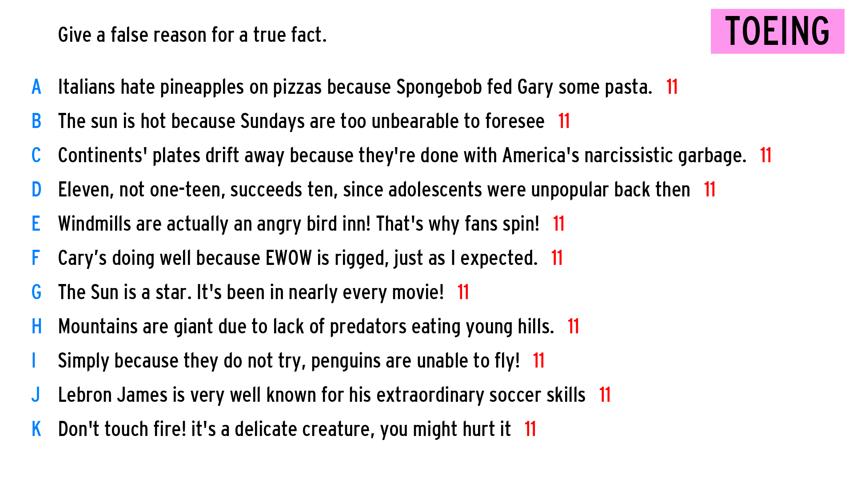 Give a false reason for a true fact.
TOEING
A Italians hate pineapples on pizzas because Spongebob fed Gary some pasta. 11
B The sun is hot because Sundays are too unbearable to foresee 11
C Continents' plates drift away because they're done with America's narcissistic garbage. 11
D Eleven, not one-teen, succeeds ten, since adolescents were unpopular back then 11
E Windmills are actually an angry bird inn! That's why fans spin! 11
F Cary’s doing well because EWOW is rigged, just as I expected. 11
G The Sun is a star. It's been in nearly every movie! 11
H Mountains are giant due to lack of predators eating young hills. 11
I Simply because they do not try, penguins are unable to fly! 11
J Lebron James is very well known for his extraordinary soccer skills 11
K Don't touch fire! it's a delicate creature, you might hurt it 11